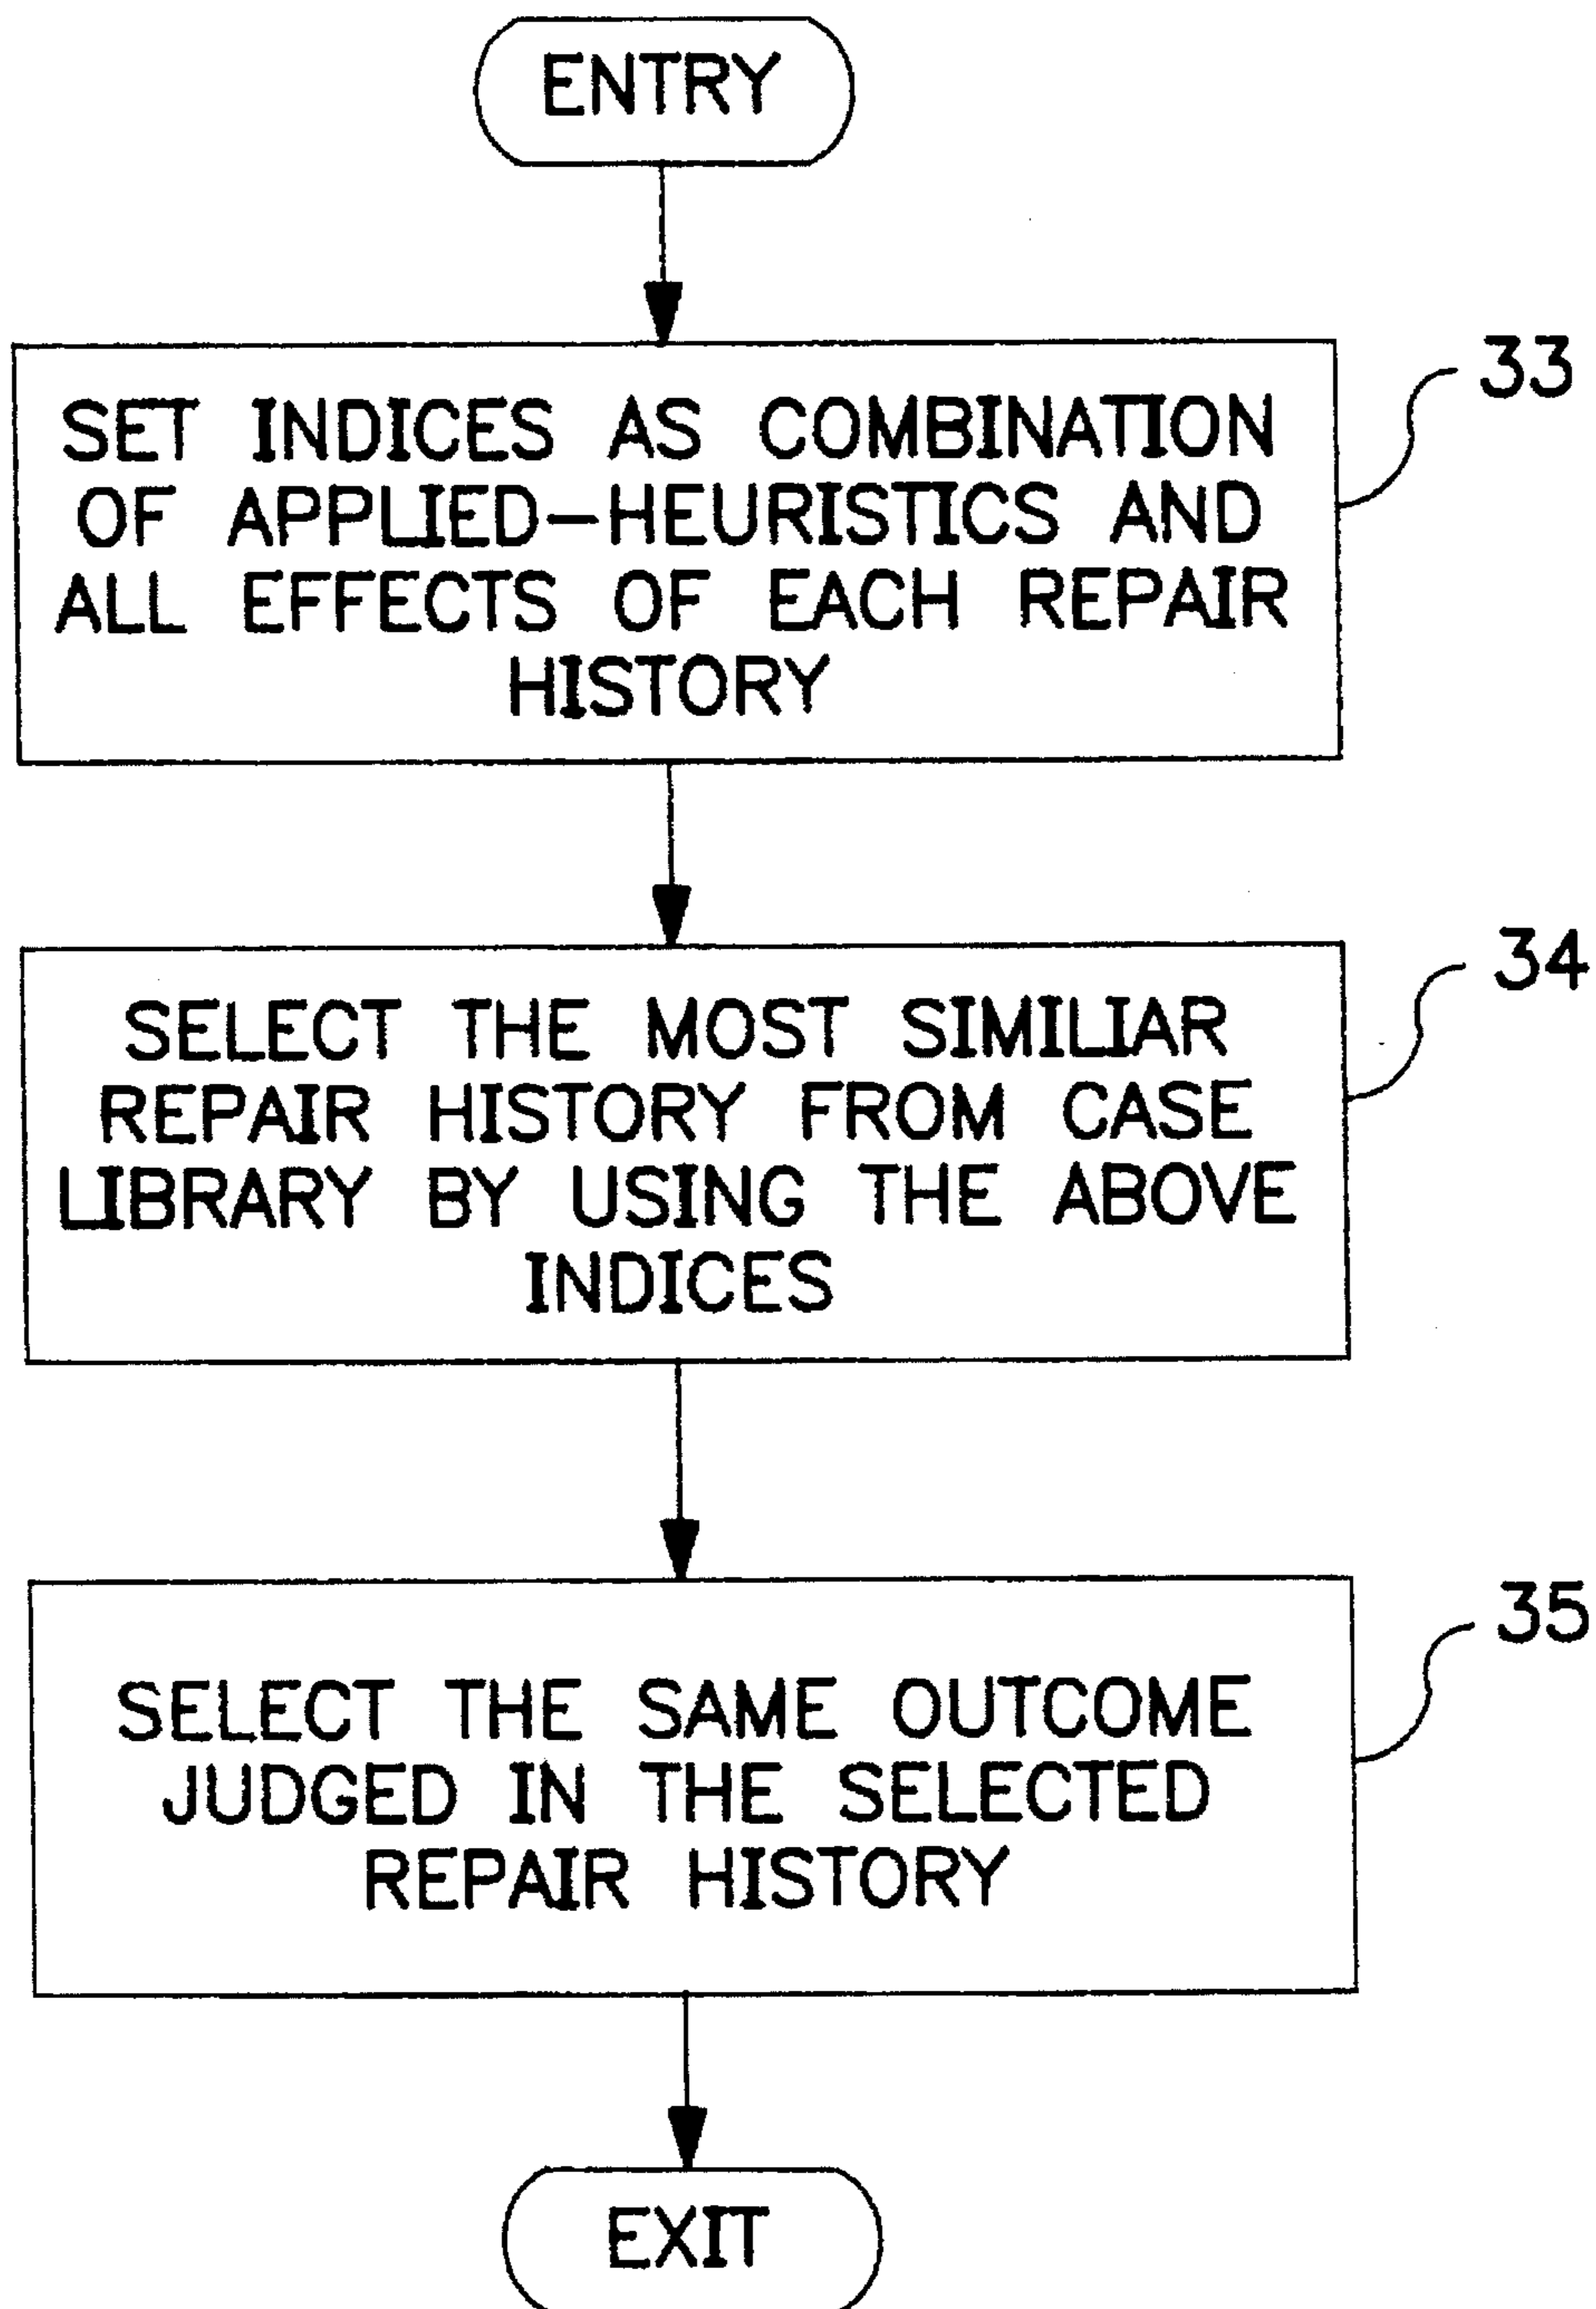 ENTRY
33
SET INDICES AS COMBINATION
OF APPLIED-HEURISTICS AND
ALL EFFECTS OF EACH REPAIR
HISTORY
34
SELECT THE MOST SIMILIAR
REPAIR HISTORY FROM CASE
LIBRARY BY USING THE ABOVE
INDICES
35
SELECT THE SAME OUTCOME
JUDGED IN THE SELECTED
REPAIR HISTORY
EXIT